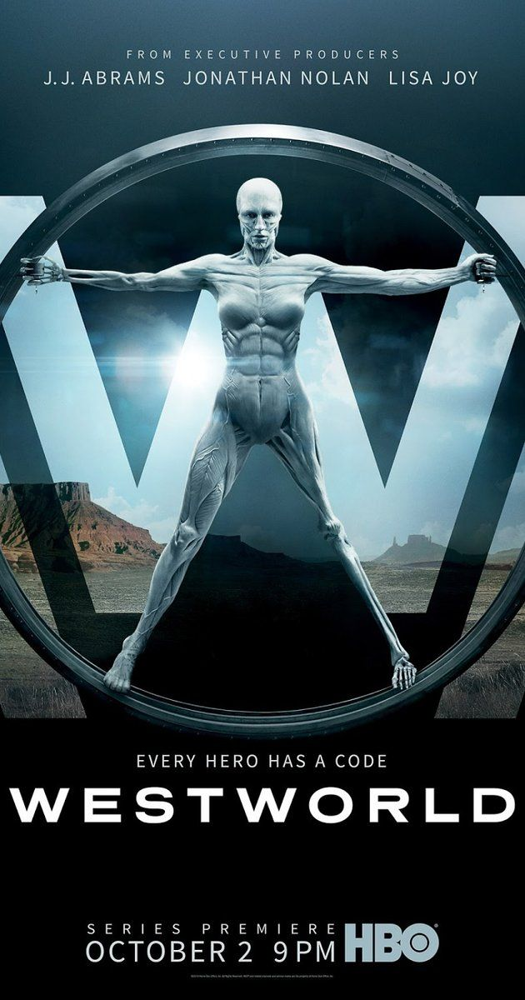 FROM EXECUTIVE PRODUCERS
J.J. ABRAMS JONATHAN NOLAN LISA JOY
W
EVERY HERO HAS A CODE
WESTWORLD
SERIES PREMIERE
OCTOBER 2 9PM HBO®